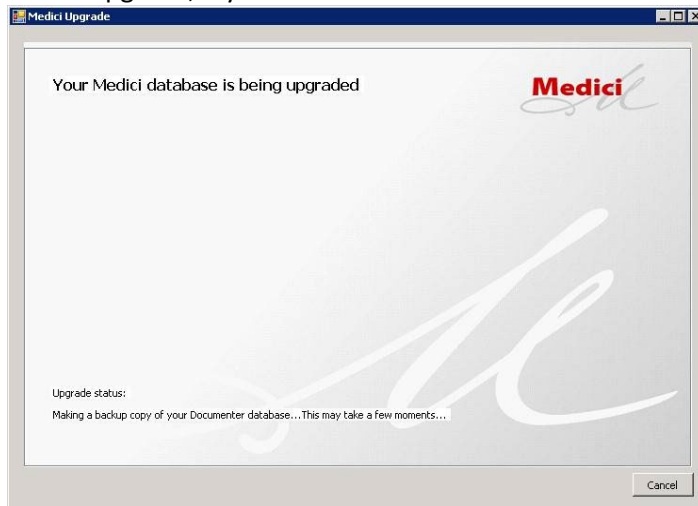 Medici Upgrade
Your Medici database is being upgraded
Medici
Upgrade status:
Making a backup copy of your Documenter database...This may take a few moments...
Cancel